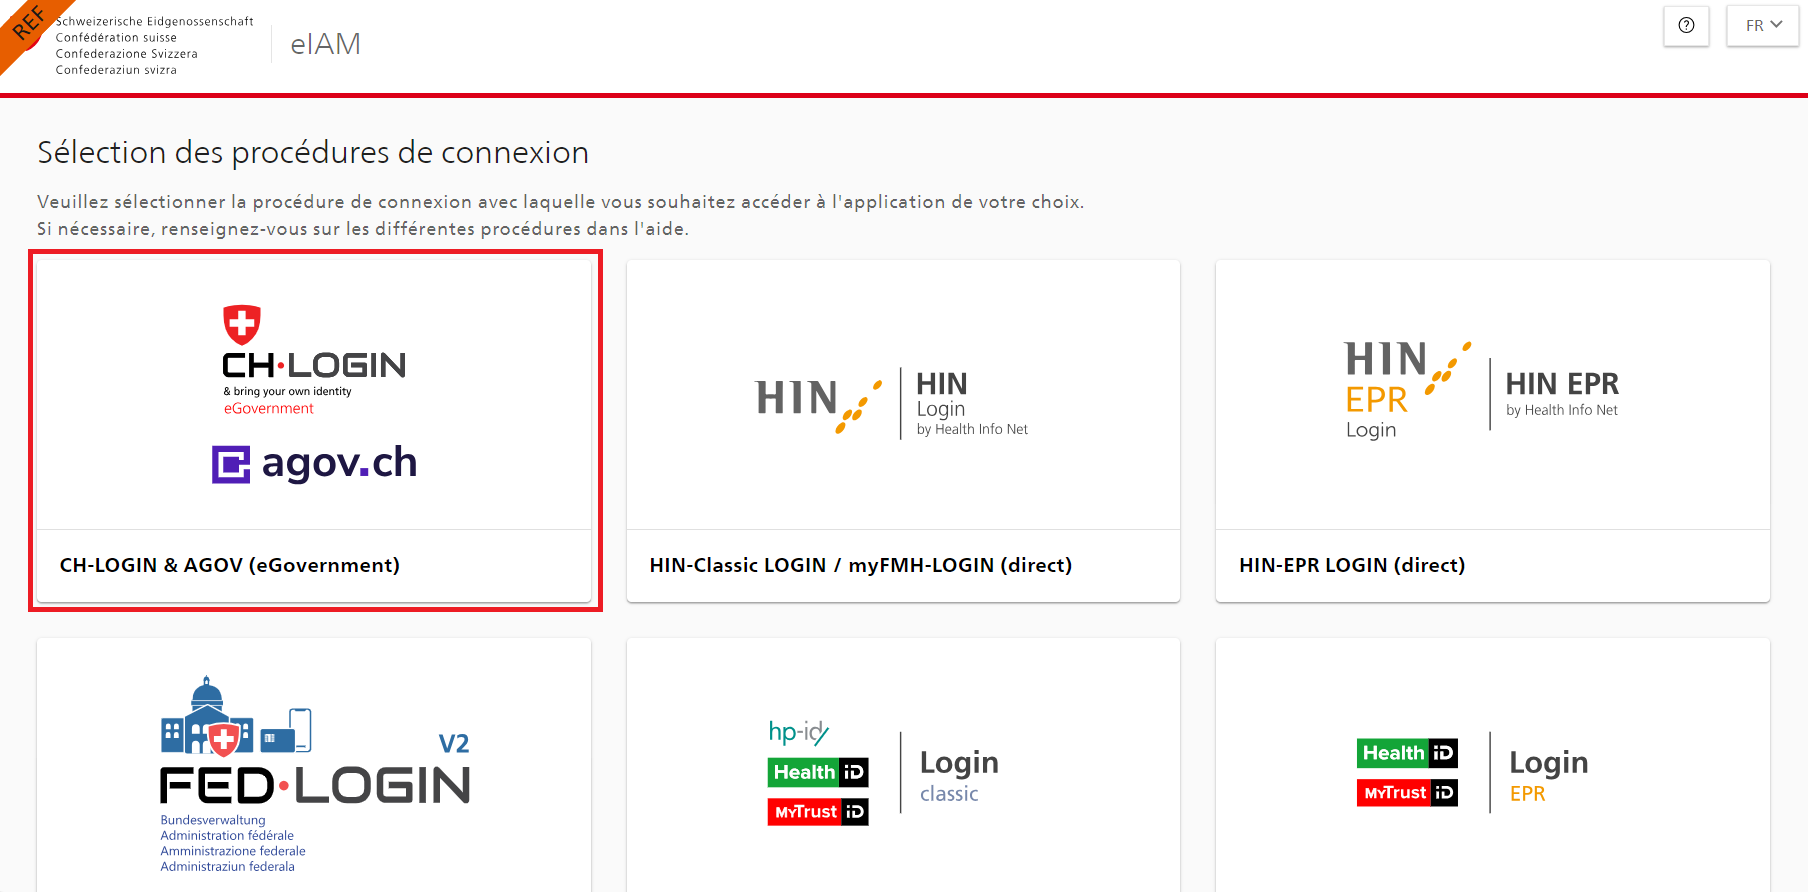 REF
Schweizerische Eidgenossenschaft
Confédération suisse
Confederazione Svizzera
Confederaziun svizra
eIAM
FR
Sélection des procédures de connexion
Veuillez sélectionner la procédure de connexion avec laquelle vous souhaitez accéder à l'application de votre choix.
Si nécessaire, renseignez-vous sur les différentes procédures dans l'aide.
CH·LOGIN
& bring your own identity
eGovernment
agov.ch
CH-LOGIN & AGOV (eGovernment)
HIN
HIN
Login
by Health Info Net
HIN-Classic LOGIN / myFMH-LOGIN (direct)
HIN
EPR
Login
HIN EPR
by Health Info Net
HIN-EPR LOGIN (direct)
V2
FED·LOGIN
Bundesverwaltung
Administration fédérale
Amministrazione federale
Administraziun federala
hp-id
Health iD
MyTrust iD
Login
classic
Health iD
MyTrust iD
Login
EPR